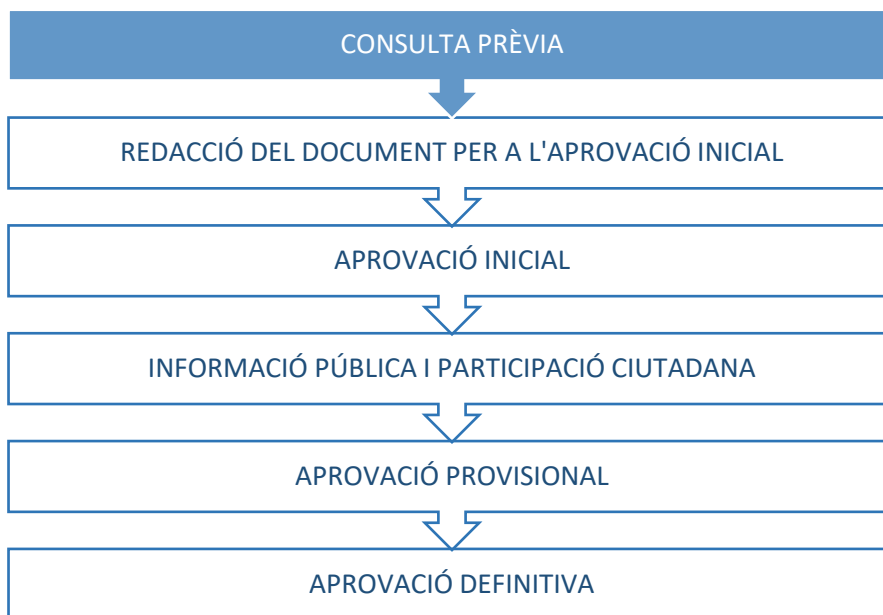 CONSULTA PRÈVIA
REDACCIÓ DEL DOCUMENT PER A L'APROVACIÓ INICIAL
APROVACIÓ INICIAL
INFORMACIÓ PÚBLICA I PARTICIPACIÓ CIUTADANA
APROVACIÓ PROVISIONAL
APROVACIÓ DEFINITIVA